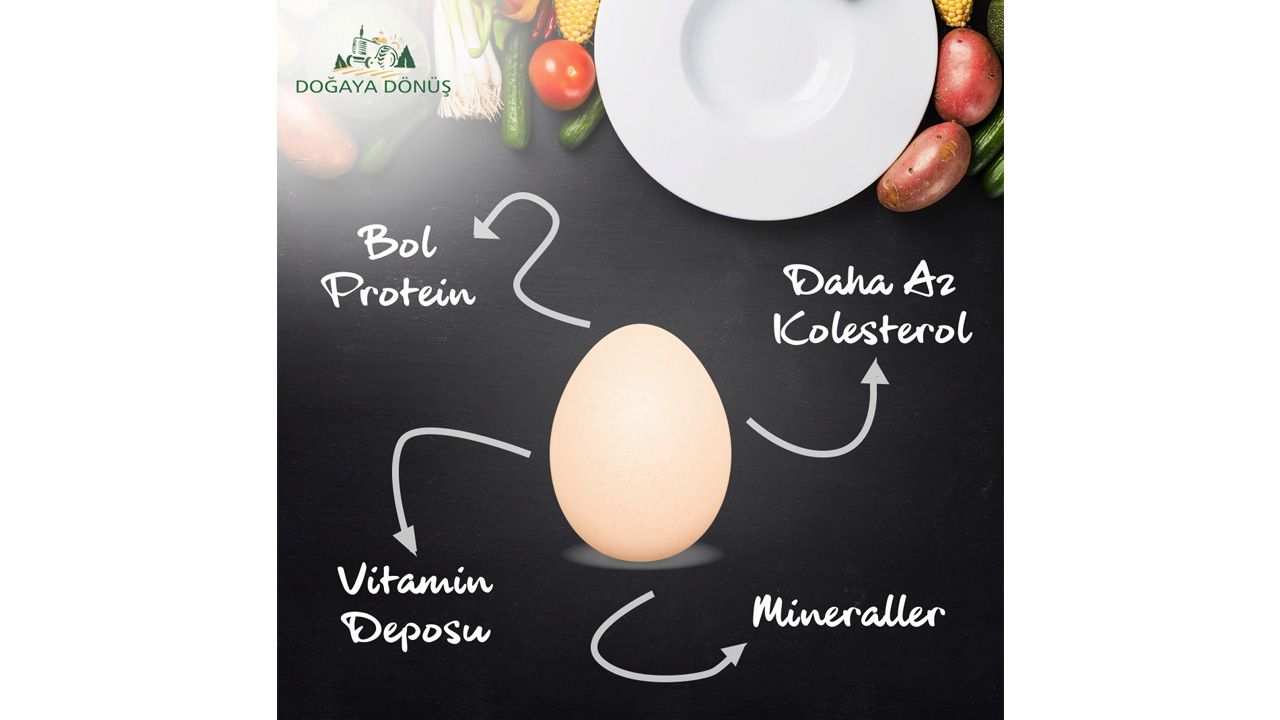 DOĞAYA DÖNÜŞ
Bol
Protein
Daha Az
Kolesterol
Vitamin
Deposu
Mineraller